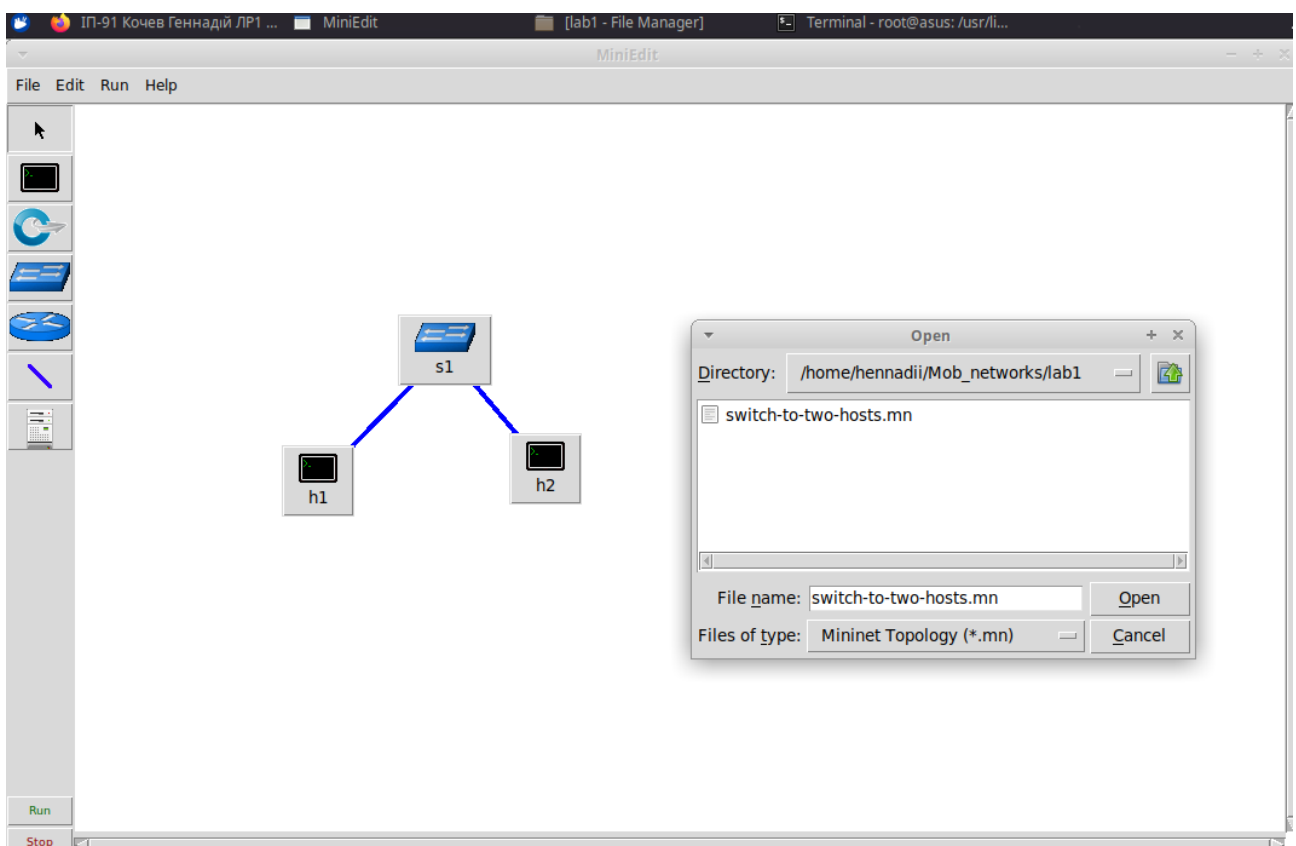 ІП-91 Кочев Геннадій ЛР1 ... MiniEdit [lab1 - File Manager] Terminal - root@asus: /usr/li...
MiniEdit
File Edit Run Help
s1
h1
h2
Open
Directory: /home/hennadii/Mob_networks/lab1
switch-to-two-hosts.mn
File name: switch-to-two-hosts.mn Open
Files of type: Mininet Topology (*.mn) Cancel
Run
Stop